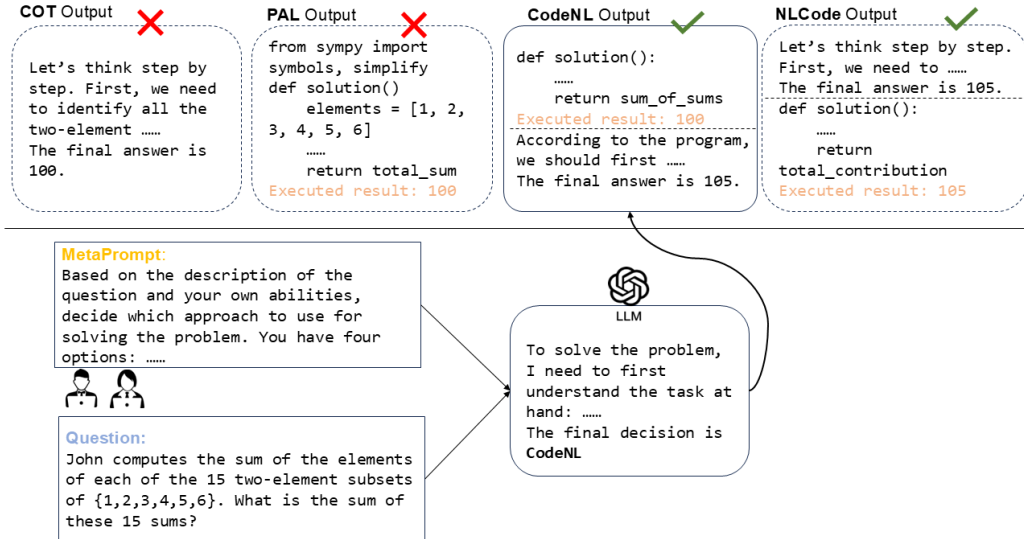 COT Output
Let's think step by
step. First, we need
to identify all the
two-element ……
The final answer is
100.
PAL Output
from sympy import
symbols, simplify
def solution()
elements = [1, 2,
3, 4, 5, 6]
……
return total_sum
Executed result: 100
CodeNL Output
def solution():
……
return sum_of_sums
Executed result: 100
According to the program,
we should first ……
The final answer is 105.
NLCode Output
Let's think step by step.
First, we need to ……
The final answer is 105.
def solution():
……
return
total_contribution
Executed result: 105
MetaPrompt:
Based on the description of the
question and your own abilities,
decide which approach to use for
solving the problem. You have four
options: ……
Question:
John computes the sum of the elements
of each of the 15 two-element subsets
of {1,2,3,4,5,6}. What is the sum of
these 15 sums?
LLM
To solve the problem,
I need to first
understand the task at
hand: ……
The final decision is
CodeNL